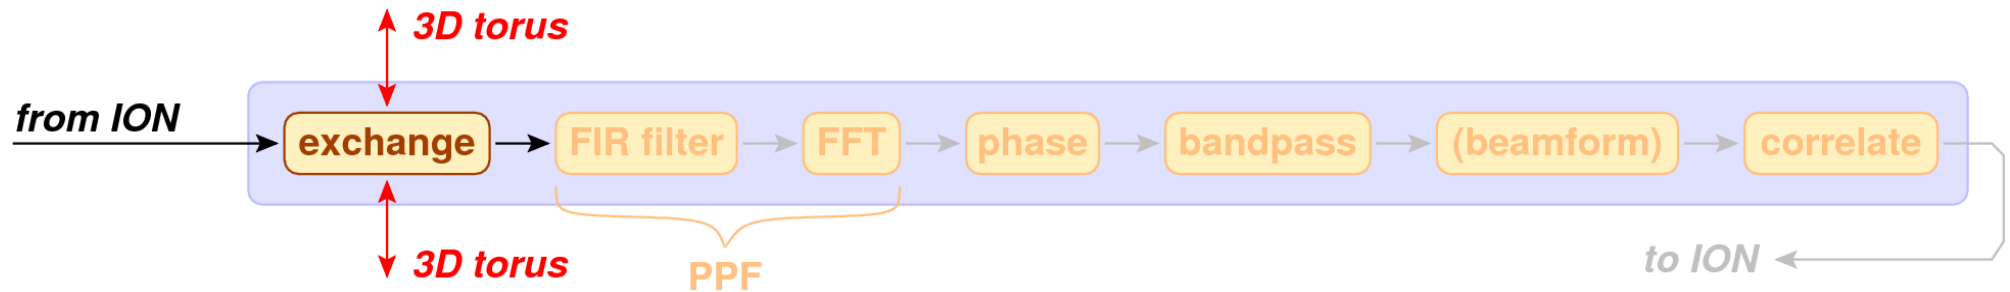 3D torus
from ION
exchange
FIR filter
FFT
phase
bandpass
(beamform)
correlate
3D torus
PPF
to ION